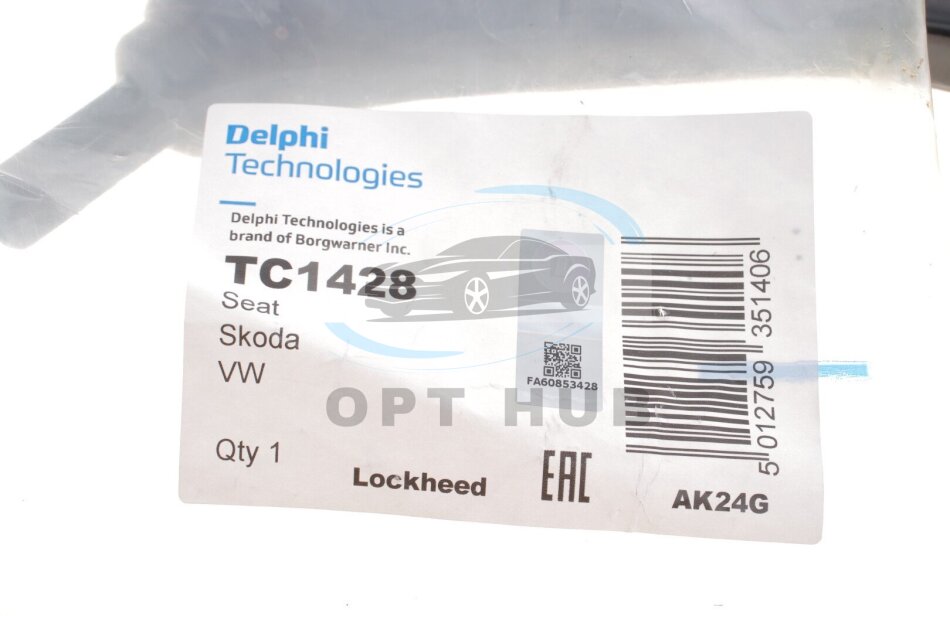 Delphi
Technologies
Delphi Technologies is a
brand of Borgwarner Inc.
TC1428
Seat
Skoda
VW
FA60853428
OPT HUB
5 012759 351406
Qty 1
Lockheed
EAC
AK24G